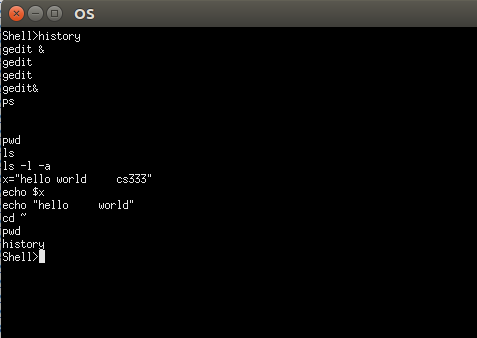 OS
Shell>history
gedit &
gedit
gedit
gedit&
ps
pwd
ls
ls -l -a
x="hello world     cs333"
echo $x
echo "hello     world"
cd ~
pwd
history
Shell>